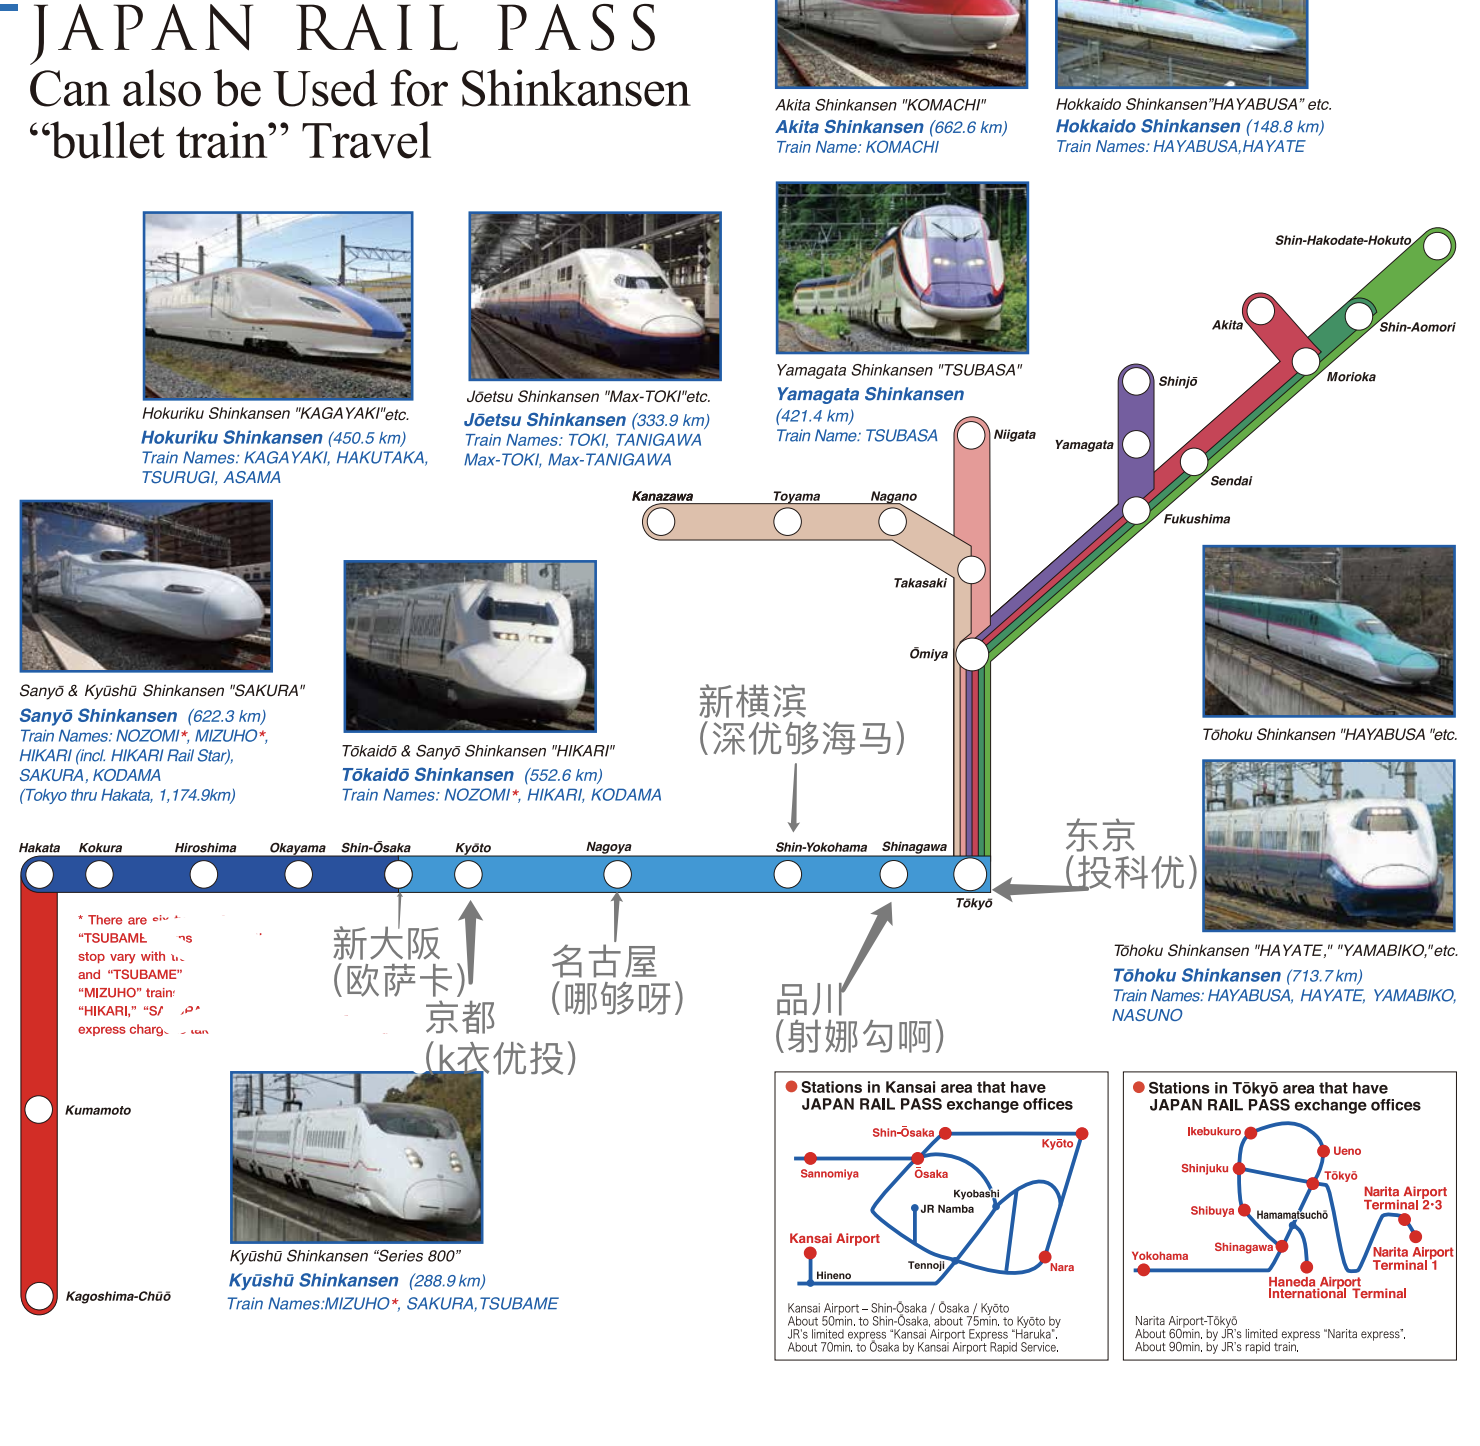 JAPAN RAIL PASS
Can also be Used for Shinkansen
“bullet train” Travel
Akita Shinkansen "KOMACHI"
Akita Shinkansen (662.6 km)
Train Name: KOMACHI
Hokkaido Shinkansen”HAYABUSA” etc.
Hokkaido Shinkansen (148.8 km)
Train Names: HAYABUSA,HAYATE
Hokuriku Shinkansen "KAGAYAKI"etc.
Hokuriku Shinkansen (450.5 km)
Train Names: KAGAYAKI, HAKUTAKA,
TSURUGI, ASAMA
Jōetsu Shinkansen "Max-TOKI"etc.
Jōetsu Shinkansen (333.9 km)
Train Names: TOKI, TANIGAWA
Max-TOKI, Max-TANIGAWA
Yamagata Shinkansen "TSUBASA"
Yamagata Shinkansen
(421.4 km)
Train Name: TSUBASA
Shin-Hakodate-Hokuto
Akita
Shin-Aomori
Morioka
Shinjō
Yamagata
Sendai
Fukushima
Niigata
Kanazawa
Toyama
Nagano
Takasaki
Ōmiya
Sanyō & Kyūshū Shinkansen "SAKURA"
Sanyō Shinkansen (622.3 km)
Train Names: NOZOMI*, MIZUHO*,
HIKARI (incl. HIKARI Rail Star),
SAKURA, KODAMA
(Tokyo thru Hakata, 1,174.9km)
Tōkaidō & Sanyō Shinkansen "HIKARI"
Tōkaidō Shinkansen (552.6 km)
Train Names: NOZOMI*, HIKARI, KODAMA
新横滨
(深优够海马)
Tōhoku Shinkansen "HAYABUSA "etc.
东京
(投科优)
Hakata
Kokura
Hiroshima
Okayama
Shin-Ōsaka
Kyōto
Nagoya
Shin-Yokohama
Shinagawa
Tōkyō
* There are
“TSUBAME
stop vary with
and “TSUBAME”
“MIZUHO”
“HIKARI,”
express
新大阪
(欧萨卡)
京都
(k衣优投)
名古屋
(哪够呀)
品川
(射娜勾啊)
Tōhoku Shinkansen "HAYATE," "YAMABIKO,"etc.
Tōhoku Shinkansen (713.7 km)
Train Names: HAYABUSA, HAYATE, YAMABIKO,
NASUNO
Kumamoto
Kagoshima-Chūō
Kyūshū Shinkansen “Series 800”
Kyūshū Shinkansen (288.9 km)
Train Names:MIZUHO*, SAKURA,TSUBAME
Stations in Kansai area that have
JAPAN RAIL PASS exchange offices
Shin-Ōsaka
Kyōto
Sannomiya
Ōsaka
Kyobashi
JR Namba
Kansai Airport
Tennoji
Nara
Hineno
Kansai Airport – Shin-Ōsaka / Ōsaka / Kyōto
About 50min. to Shin-Ōsaka, about 75min. to Kyōto by
JR's limited express “Kansai Airport Express “Haruka”.
About 70min. to Ōsaka by Kansai Airport Rapid Service.
Stations in Tōkyō area that have
JAPAN RAIL PASS exchange offices
Ikebukuro
Ueno
Shinjuku
Tōkyō
Narita Airport
Terminal 2·3
Shibuya
Hamamatsuchō
Shinagawa
Yokohama
Narita Airport
Terminal 1
Haneda Airport
International Terminal
Narita Airport-Tōkyō
About 60min. by JR's limited express “Narita express”.
About 90min. by JR's rapid train.